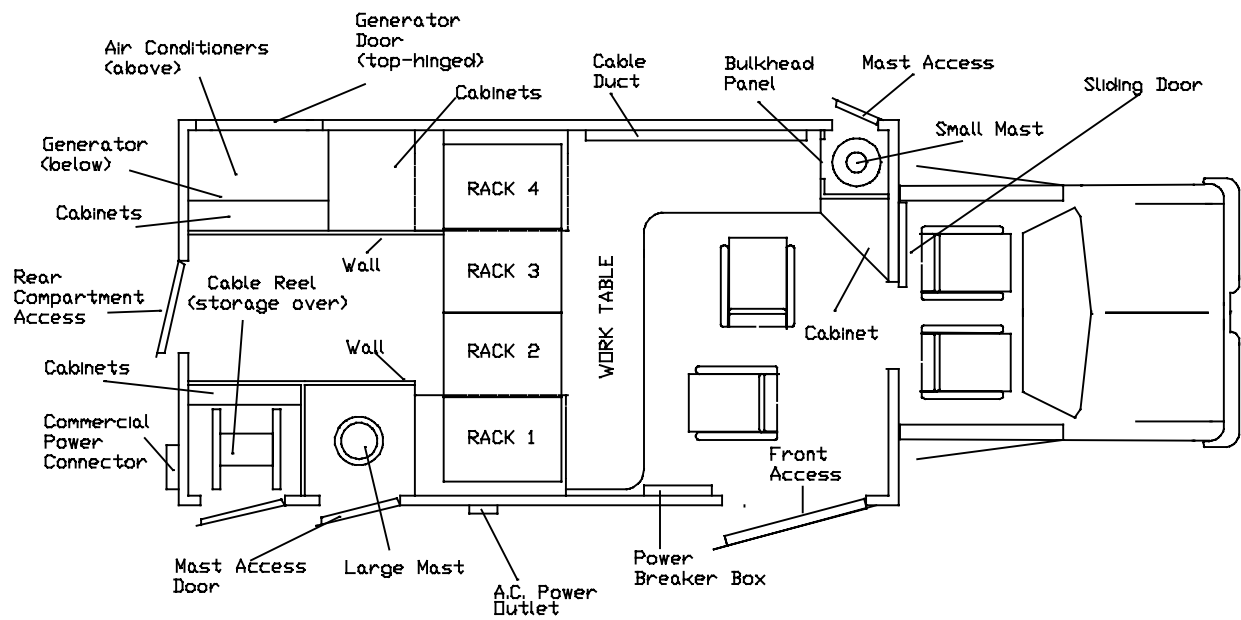 Generator
Door
(top-hinged)
Air Conditioners
(above)
Cable
Duct
Bulkhead
Panel
Mast Access
Sliding Door
Cabinets
Small Mast
Generator
(below)
RACK 4
Cabinets
Wall
RACK 3
WORK TABLE
Rear
Compartment
Access
Cable Reel
(storage over)
Cabinet
Wall
RACK 2
Cabinets
Commercial
Power
Connector
RACK 1
Front
Access
Mast Access
Door
Large Mast
Power
Breaker Box
A.C. Power
Outlet